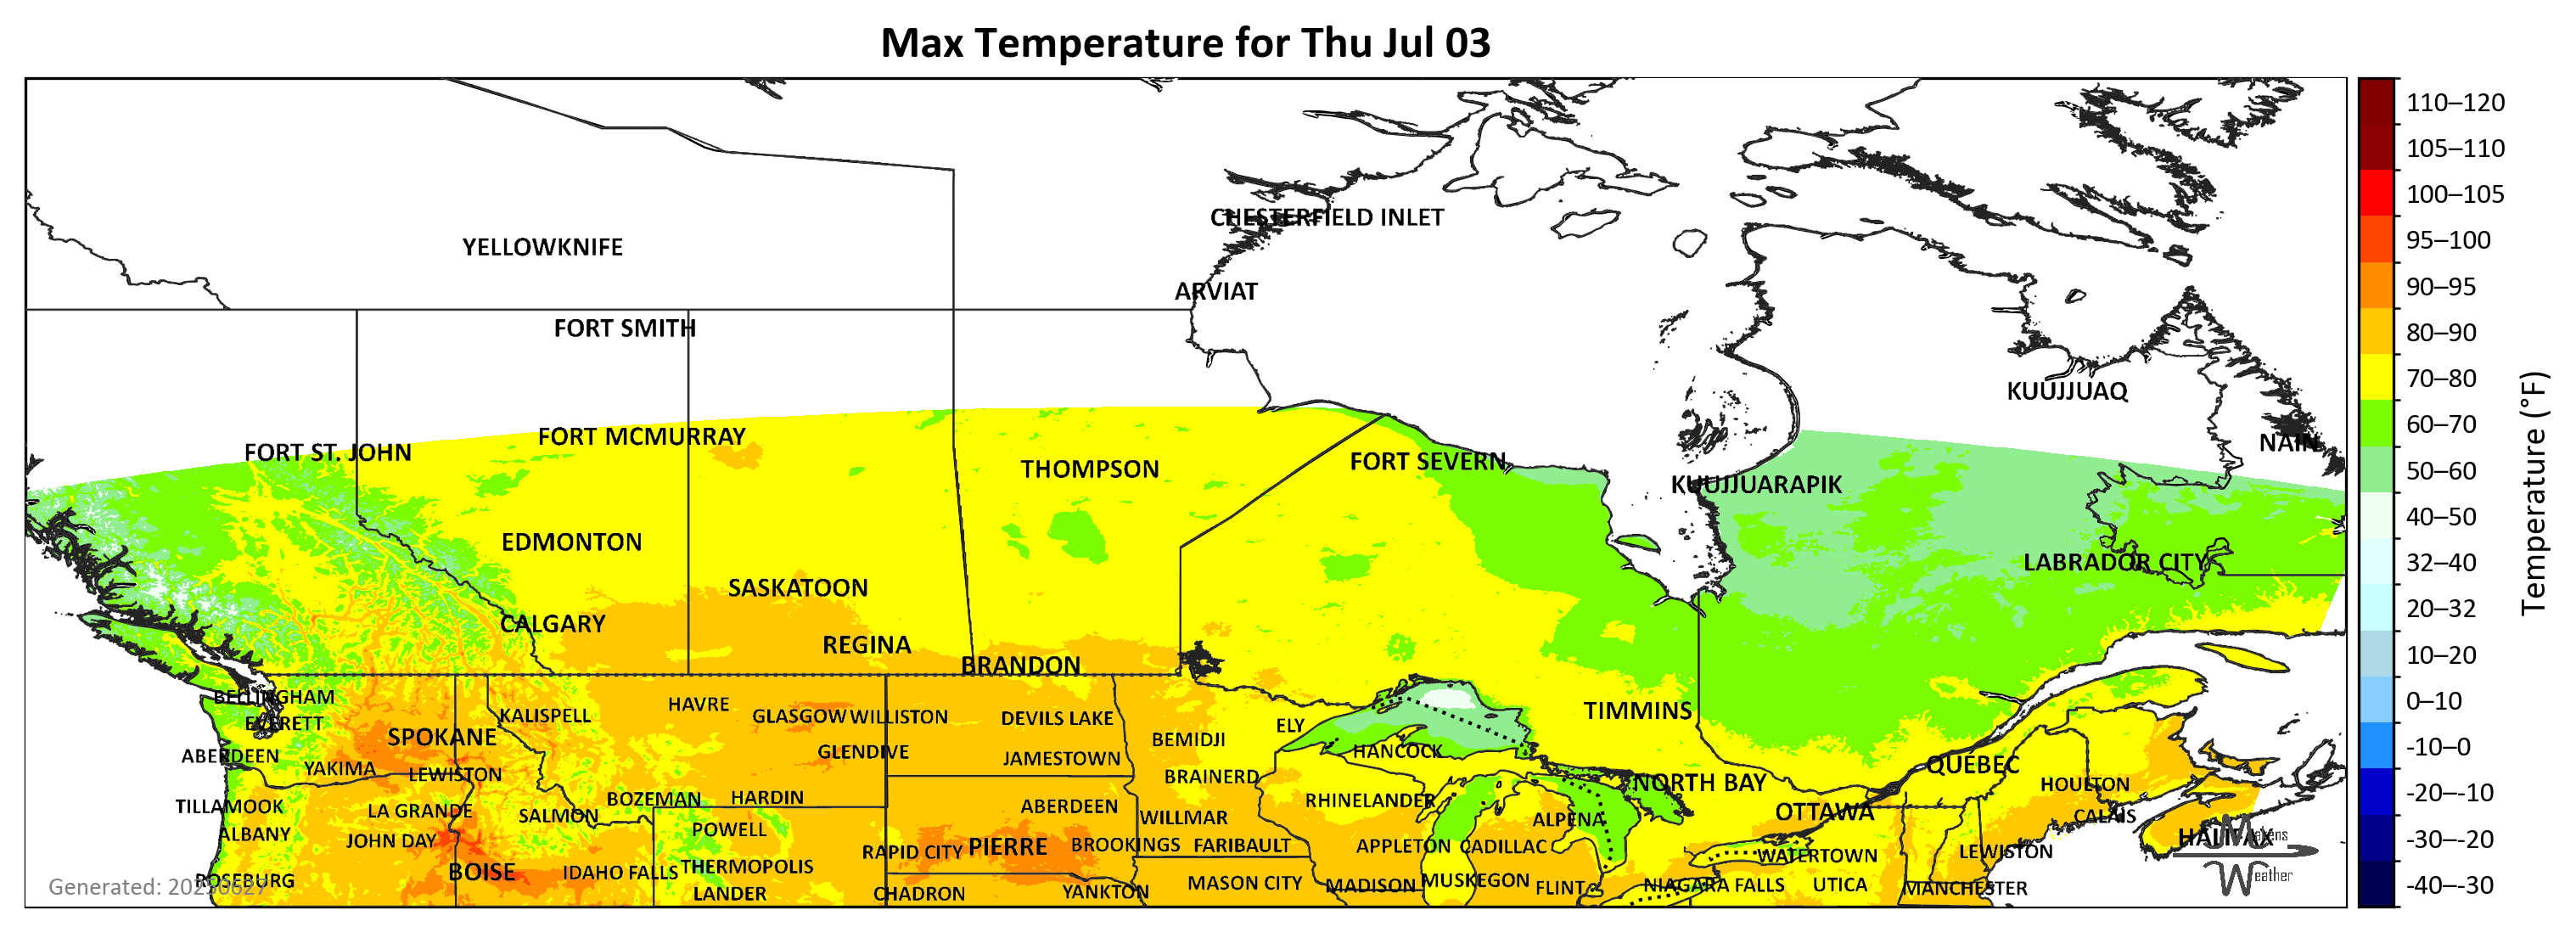 Max Temperature for Thu Jul 03
YELLOWKNIFE
CHESTERFIELD INLET
ARVIAT
FORT SMITH
KUUJJUAQ
NAIN
FORT ST. JOHN
FORT MCMURRAY
THOMPSON
FORT SEVERN
KUUJJUARAPIK
EDMONTON
LABRADOR CITY
SASKATOON
CALGARY
REGINA
BRANDON
BELLINGHAM
EVERETT
KALISPELL
HAVRE
GLASGOW
WILLISTON
DEVILS LAKE
ELY
TIMMINS
SPOKANE
ABERDEEN
YAKIMA
LEWISTON
GLENDIVE
JAMESTOWN
BEMIDJI
HANCOCK
QUÉBEC
BRAINERD
NORTH BAY
HOULTON
TILLAMOOK
LA GRANDE
SALMON
BOZEMAN
HARDIN
ABERDEEN
WILLMAR
RHINELANDER
OTTAWA
CALAIS
ALBANY
JOHN DAY
POWELL
RAPID CITY
PIERRE
BROOKINGS
FARIBAULT
APPLETON
CADILLAC
ALPENA
WATERTOWN
LEWISTON
HALIFAX
Makens
Weather
ROSEBURG
BOISE
IDAHO FALLS
THERMOPOLIS
LANDER
CHADRON
YANKTON
MASON CITY
MADISON
MUSKEGON
FLINT
NIAGARA FALLS
UTICA
MANCHESTER
Generated: 20250627
110–120
105–110
100–105
95–100
90–95
80–90
70–80
60–70
50–60
40–50
32–40
20–32
10–20
0–10
-10–0
-20–-10
-30–-20
-40–-30
Temperature (°F)